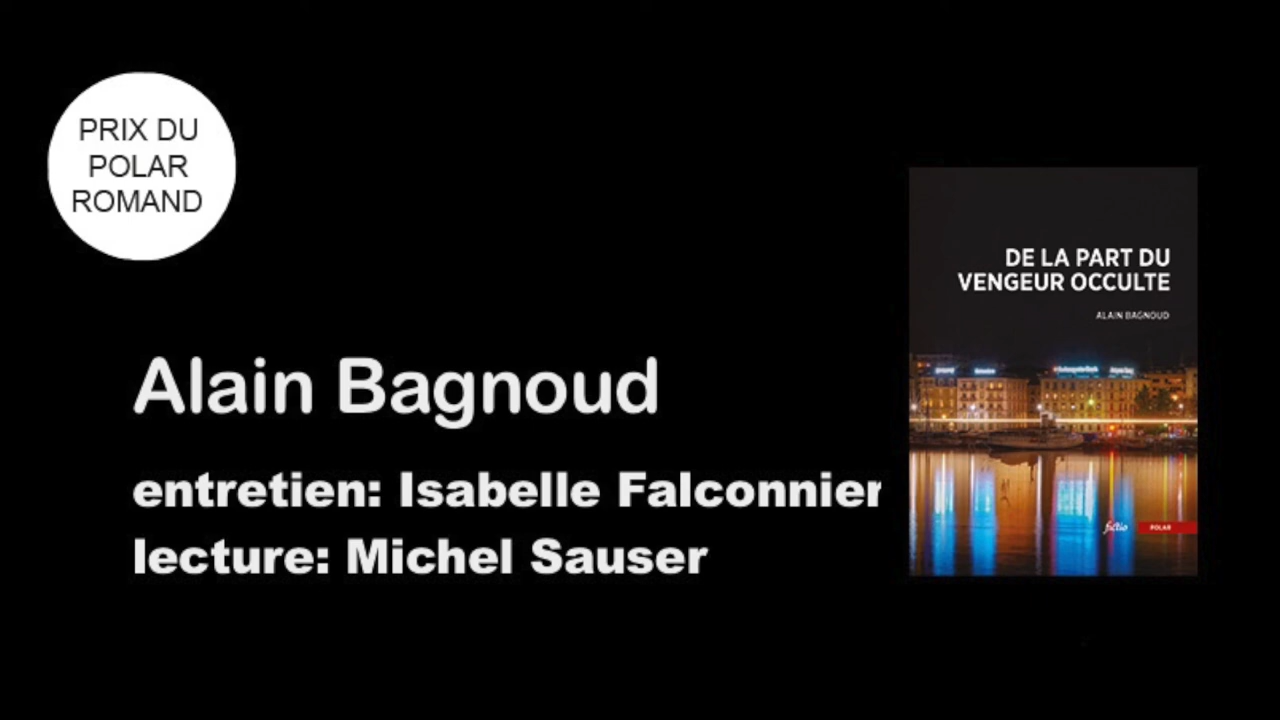 PRIX DU
POLAR
ROMAND
DE LA PART DU
VENGEUR OCCULTE
ALAIN BAGNOUD
Alain Bagnoud
entretien: Isabelle Falconnier
lecture: Michel Sauser
fictio
POLAR